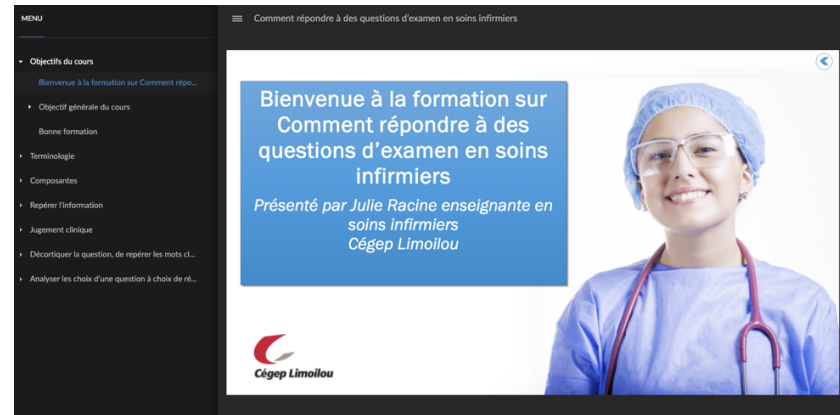 MENU
Comment répondre à des questions d'examen en soins infirmiers
Objectifs du cours
Bienvenue à la formation sur Comment répo...
Objectif générale du cours
Bonne formation
Terminologie
Composantes
Repérer l'information
Jugement clinique
Décortiquer la question, de repérer les mots cl...
Analyser les choix d'une question à choix de ré...
Bienvenue à la formation sur
Comment répondre à des
questions d'examen en soins
infirmiers
Présenté par Julie Racine enseignante en
soins infirmiers
Cégep Limoilou
Cégep Limoilou